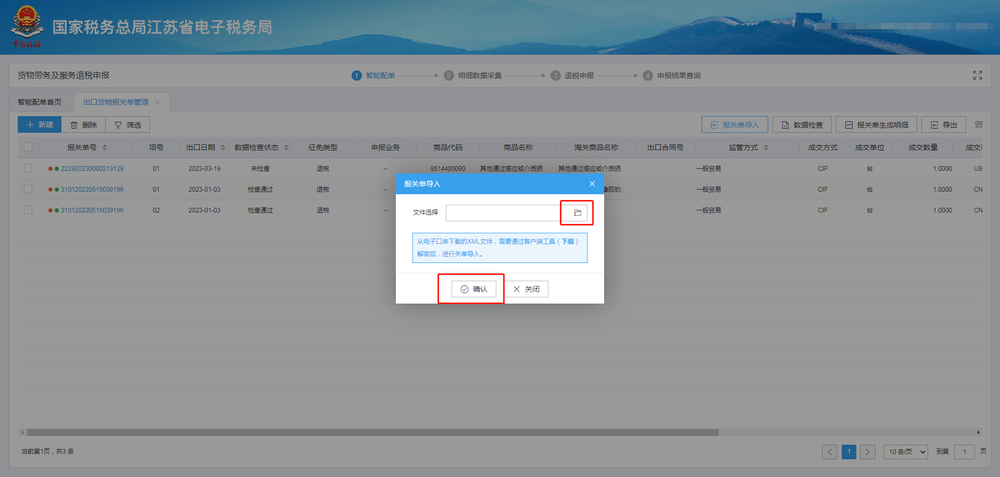 国家税务总局江苏省电子税务局
中国税务
货物劳务及服务退税申报
1 智能配单 2 明细数据采集 3 退税申报 4 申报结果查询
智能配单首页 出口货物报关单管理
新建 删除 筛选 报关单导入 数据检查 报关单生成明细 导出
报关单号 项号 出口日期 数据检查状态 征免类型 申报业务 商品代码 商品名称 海关商品名称 出口合同号 监管方式 成交方式 成交单位 成交数量 成交
222920230000213129 01 2023-03-19 未检查 退税 -- 8514400090 其他通过感应或介质损 其他通过感应或介质损 一般贸易 CIF 台 1.0000 US
310120220515039196 01 2023-01-03 检查通过 退税 -- 橡胶的 一般贸易 CIF 台 1.0000 CN
310120220515039196 02 2023-01-03 检查通过 退税 -- 一般贸易 CIF 台 1.0000 CN
报关单导入
文件选择
从电子口岸下载的XML文件，需要通过客户端工具（下载）
解密后，进行关单导入。
确认 关闭
当前第1页，共3 条
1 10 条/页 到第 1 页